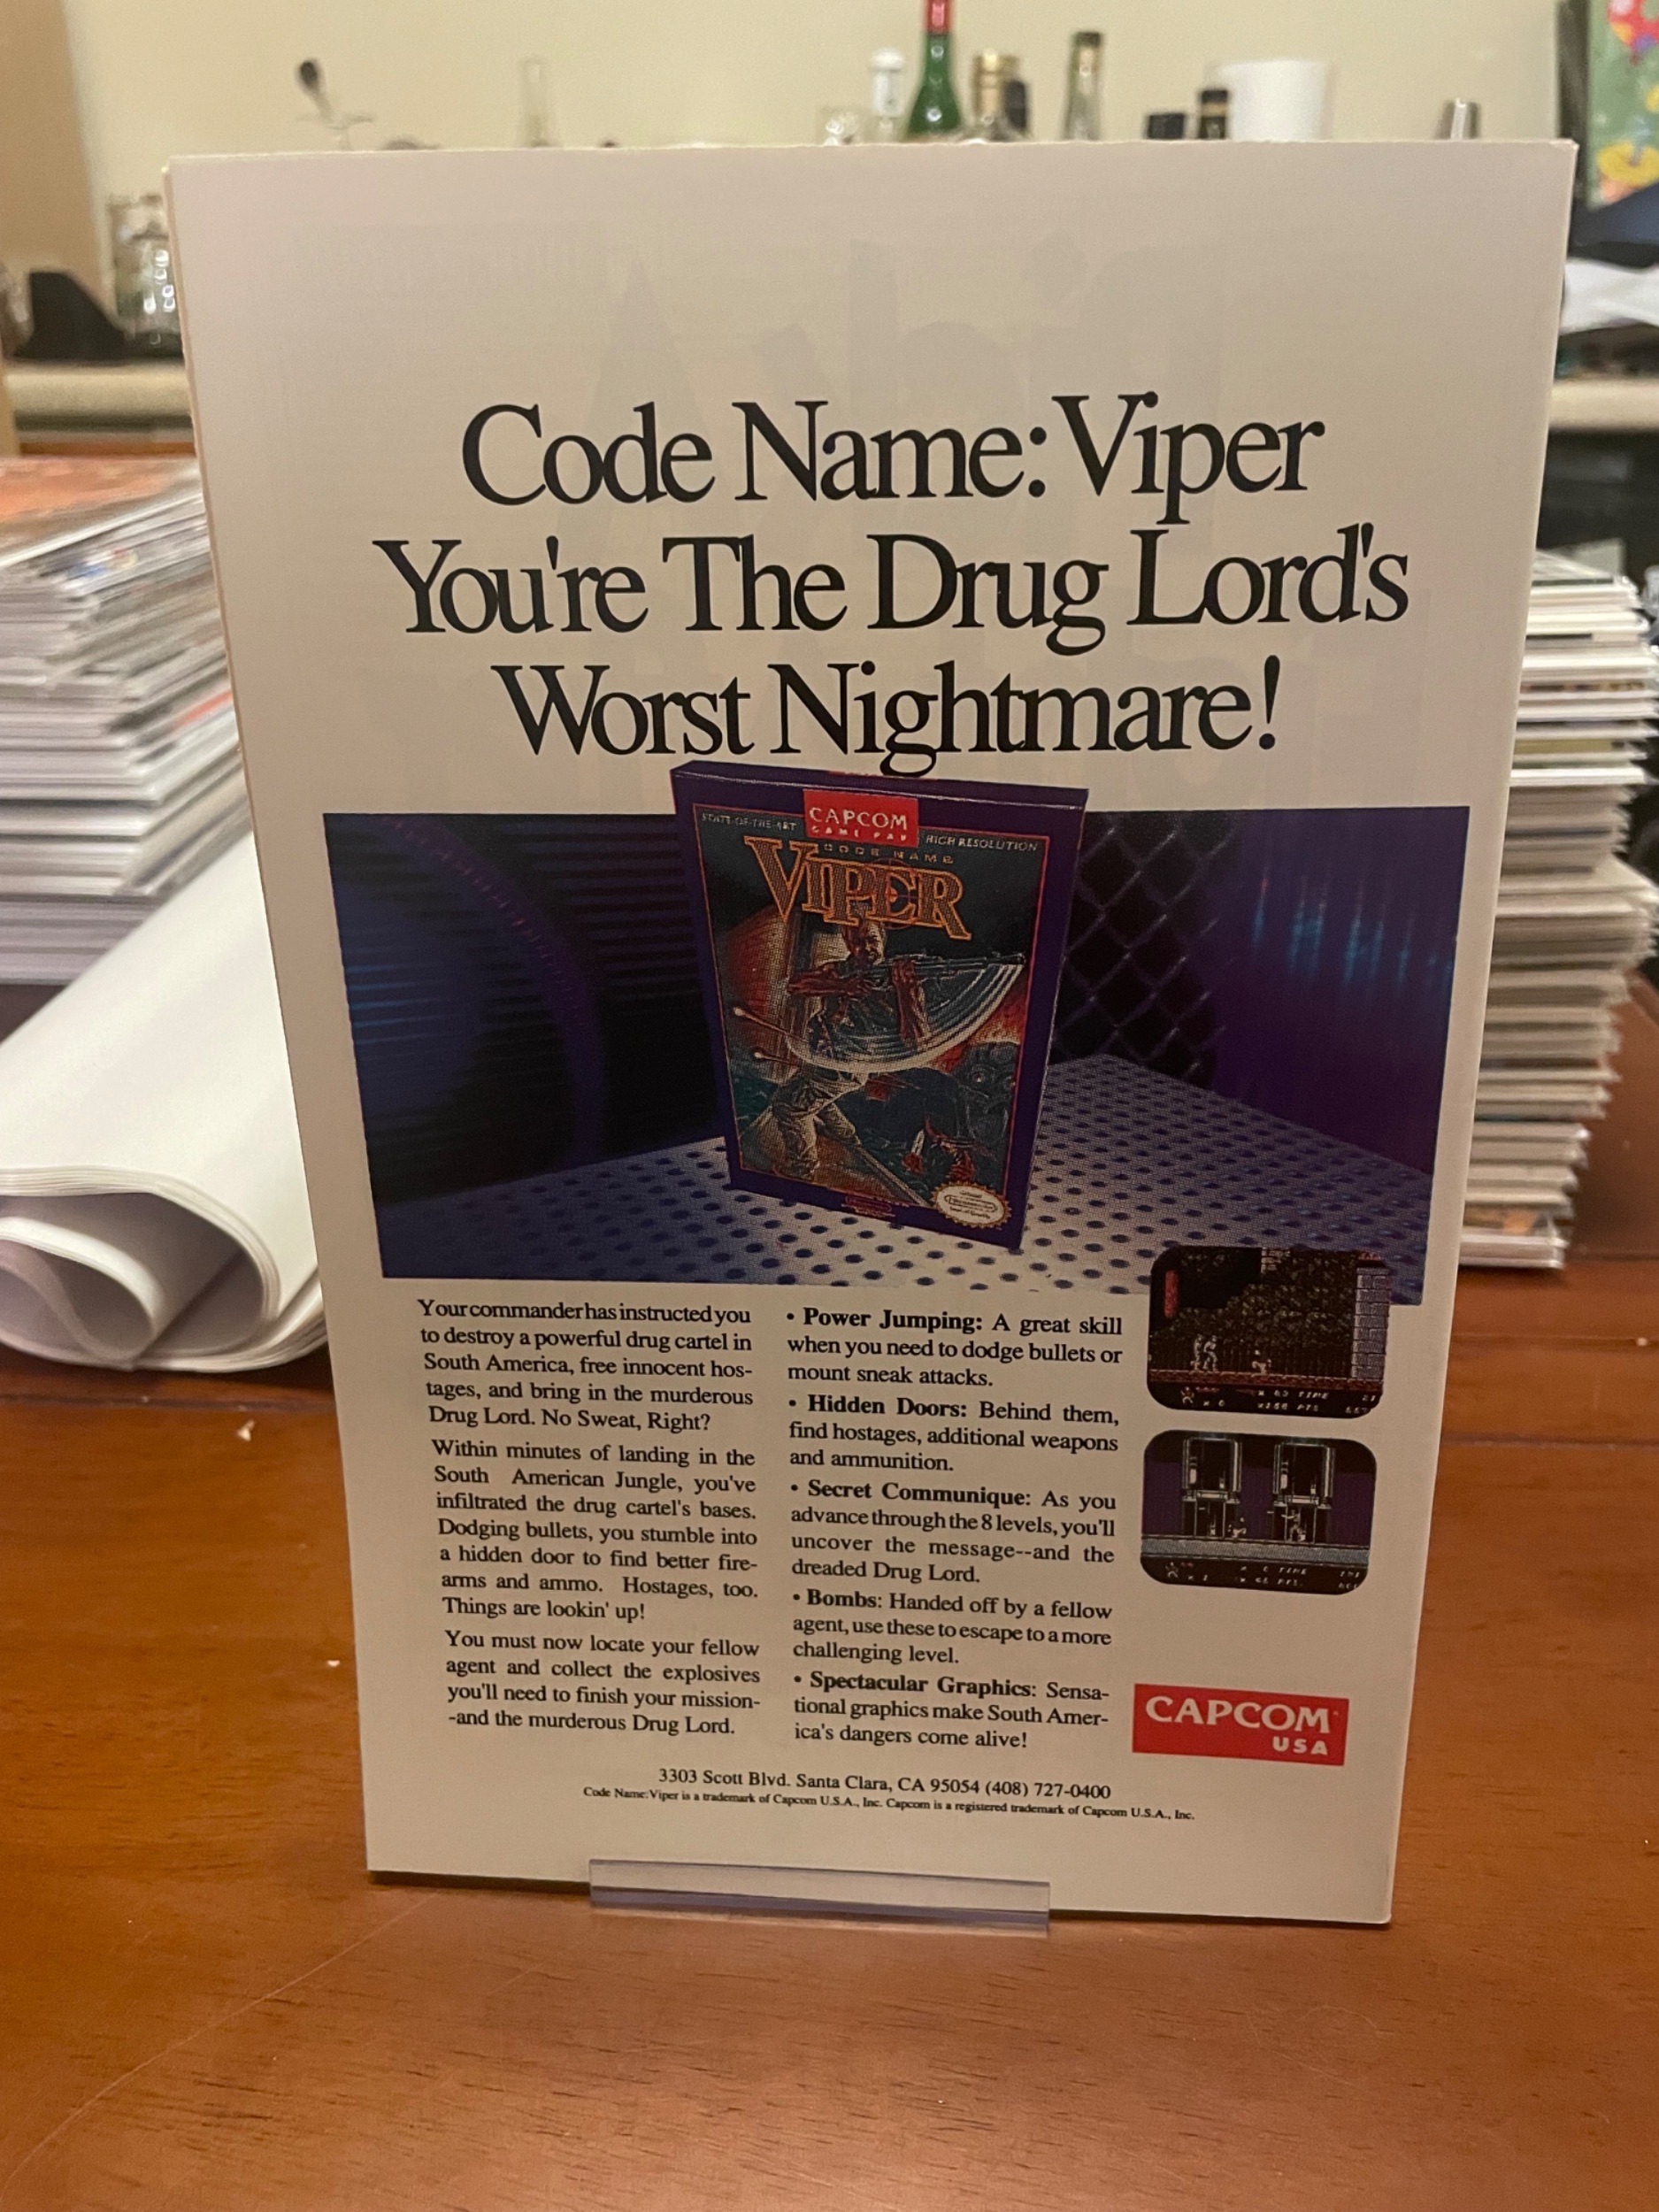 Code Name: Viper
You're The Drug Lord's
Worst Nightmare!
CAPCOM
GAME PAK
STATE-OF-THE-ART
HIGH RESOLUTION
CODE NAME
VIPER
Your commander has instructed you
to destroy a powerful drug cartel in
South America, free innocent hos-
tages, and bring in the murderous
Drug Lord. No Sweat, Right?
Within minutes of landing in the
South American Jungle, you've
infiltrated the drug cartel's bases.
Dodging bullets, you stumble into
a hidden door to find better fire-
arms and ammo. Hostages, too.
Things are lookin' up!
You must now locate your fellow
agent and collect the explosives
you'll need to finish your mission-
-and the murderous Drug Lord.
• Power Jumping: A great skill
when you need to dodge bullets or
mount sneak attacks.
• Hidden Doors: Behind them,
find hostages, additional weapons
and ammunition.
• Secret Communique: As you
advance through the 8 levels, you'll
uncover the message--and the
dreaded Drug Lord.
• Bombs: Handed off by a fellow
agent, use these to escape to a more
challenging level.
• Spectacular Graphics: Sensa-
tional graphics make South Amer-
ica's dangers come alive!
TIME
TIME
CAPCOM
USA
3303 Scott Blvd. Santa Clara, CA 95054 (408) 727-0400
Code Name: Viper is a trademark of Capcom U.S.A., Inc. Capcom is a registered trademark of Capcom U.S.A., Inc.